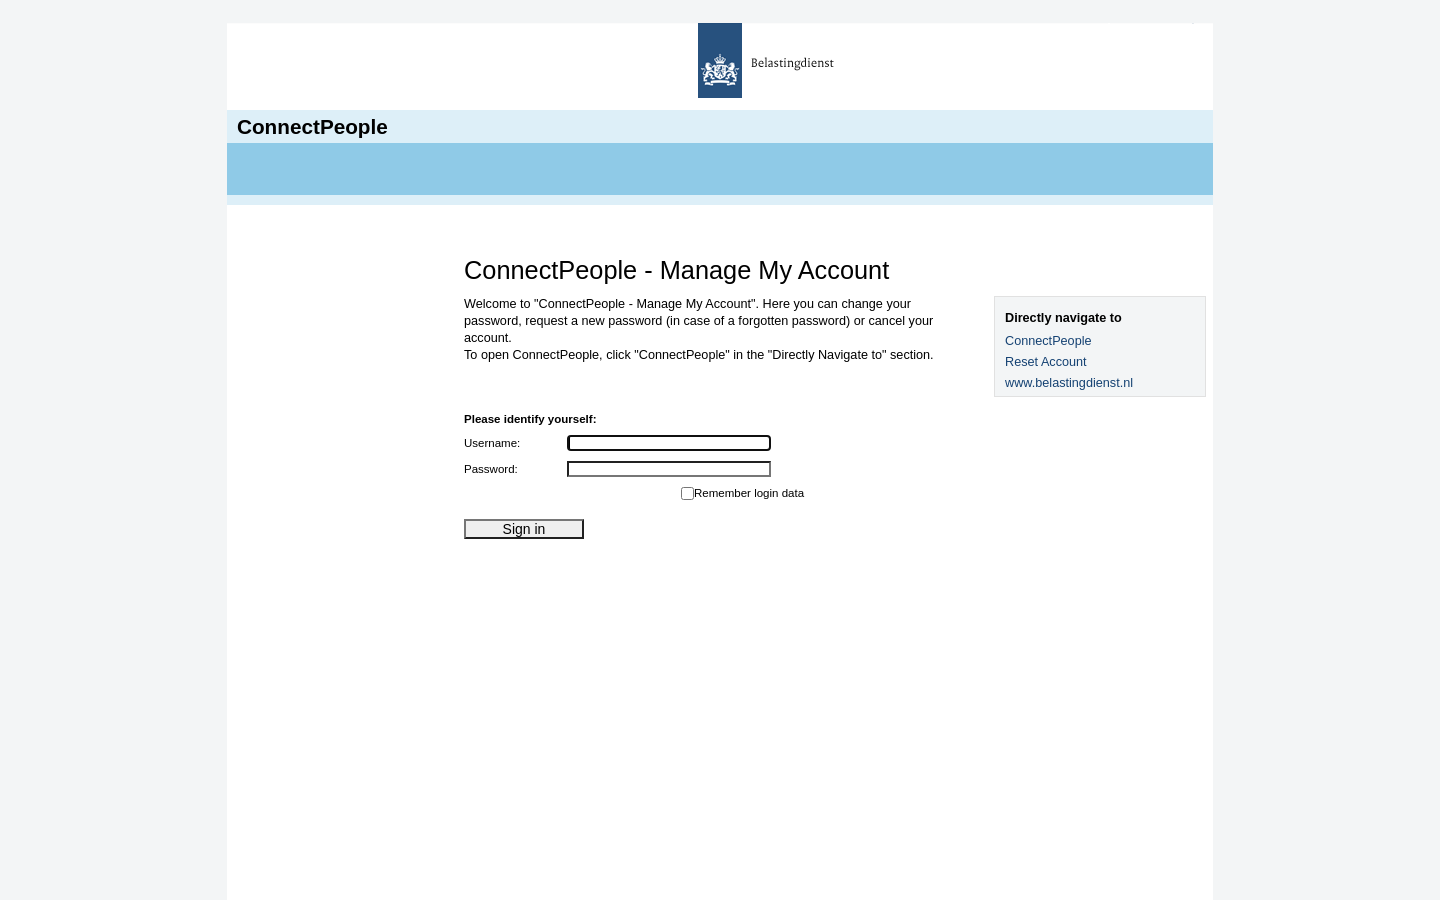 Belastingdienst
ConnectPeople
ConnectPeople - Manage My Account
Welcome to "ConnectPeople - Manage My Account". Here you can change your
password, request a new password (in case of a forgotten password) or cancel your
account.
To open ConnectPeople, click "ConnectPeople" in the "Directly Navigate to" section.
Directly navigate to
ConnectPeople
Reset Account
www.belastingdienst.nl
Please identify yourself:
Username:
Password:
Remember login data
Sign in